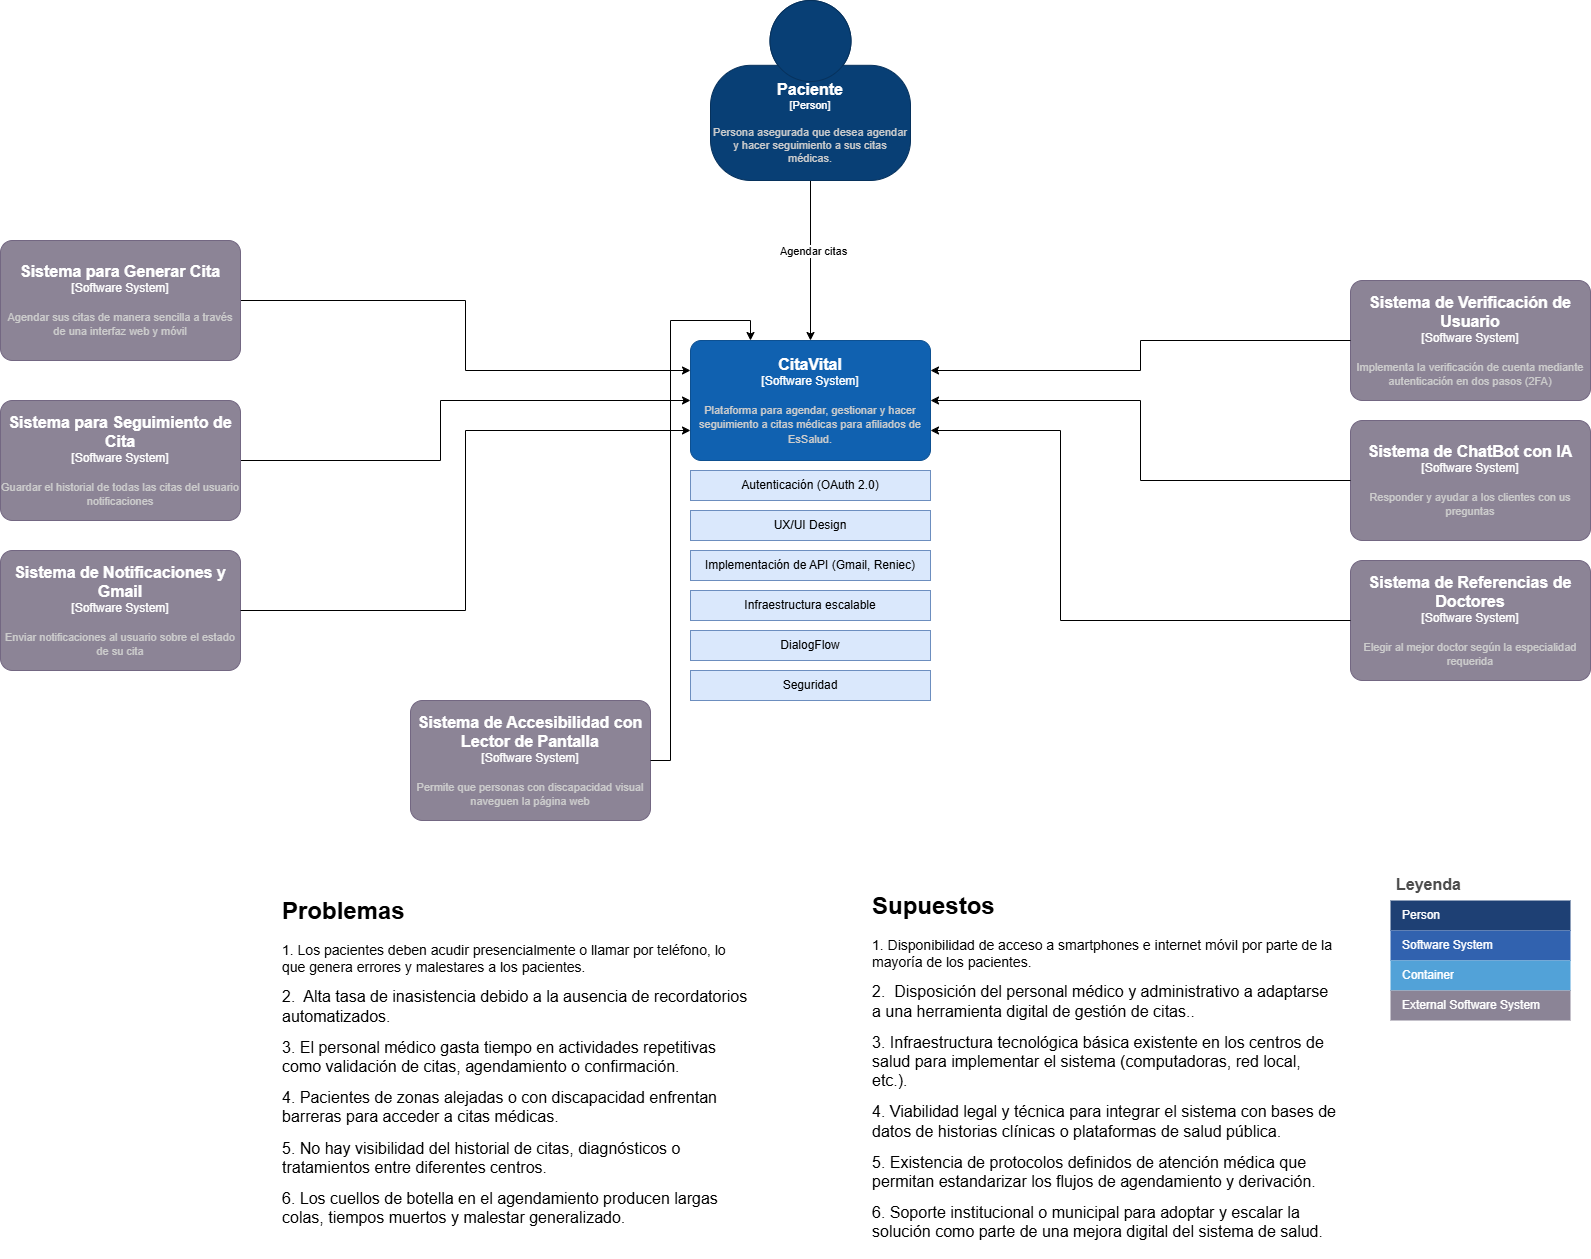 Paciente
[Person]
Persona asegurada que desea agendar
y hacer seguimiento a sus citas
médicas.
Agendar citas
Sistema para Generar Cita
[Software System]
Agendar sus citas de manera sencilla a través
de una interfaz web y móvil
Sistema para Seguimiento de
Cita
[Software System]
Guardar el historial de todas las citas del usuario
notificaciones
Sistema de Notificaciones y
Gmail
[Software System]
Enviar notificaciones al usuario sobre el estado
de su cita
Sistema de Accesibilidad con
Lector de Pantalla
[Software System]
Permite que personas con discapacidad visual
naveguen la página web
CitaVital
[Software System]
Plataforma para agendar, gestionar y hacer
seguimiento a citas médicas para afiliados de
EsSalud.
Autenticación (OAuth 2.0)
UX/UI Design
Implementación de API (Gmail, Reniec)
Infraestructura escalable
DialogFlow
Seguridad
Sistema de Verificación de
Usuario
[Software System]
Implementa la verificación de cuenta mediante
autenticación en dos pasos (2FA)
Sistema de ChatBot con IA
[Software System]
Responder y ayudar a los clientes con us
preguntas
Sistema de Referencias de
Doctores
[Software System]
Elegir al mejor doctor según la especialidad
requerida
Problemas
1. Los pacientes deben acudir presencialmente o llamar por teléfono, lo
que genera errores y malestares a los pacientes.
2.  Alta tasa de inasistencia debido a la ausencia de recordatorios
automatizados.
3. El personal médico gasta tiempo en actividades repetitivas
como validación de citas, agendamiento o confirmación.
4. Pacientes de zonas alejadas o con discapacidad enfrentan
barreras para acceder a citas médicas.
5. No hay visibilidad del historial de citas, diagnósticos o
tratamientos entre diferentes centros.
6. Los cuellos de botella en el agendamiento producen largas
colas, tiempos muertos y malestar generalizado.
Supuestos
1. Disponibilidad de acceso a smartphones e internet móvil por parte de la
mayoría de los pacientes.
2.  Disposición del personal médico y administrativo a adaptarse
a una herramienta digital de gestión de citas..
3. Infraestructura tecnológica básica existente en los centros de
salud para implementar el sistema (computadoras, red local,
etc.).
4. Viabilidad legal y técnica para integrar el sistema con bases de
datos de historias clínicas o plataformas de salud pública.
5. Existencia de protocolos definidos de atención médica que
permitan estandarizar los flujos de agendamiento y derivación.
6. Soporte institucional o municipal para adoptar y escalar la
solución como parte de una mejora digital del sistema de salud.
Leyenda
Person
Software System
Container
External Software System